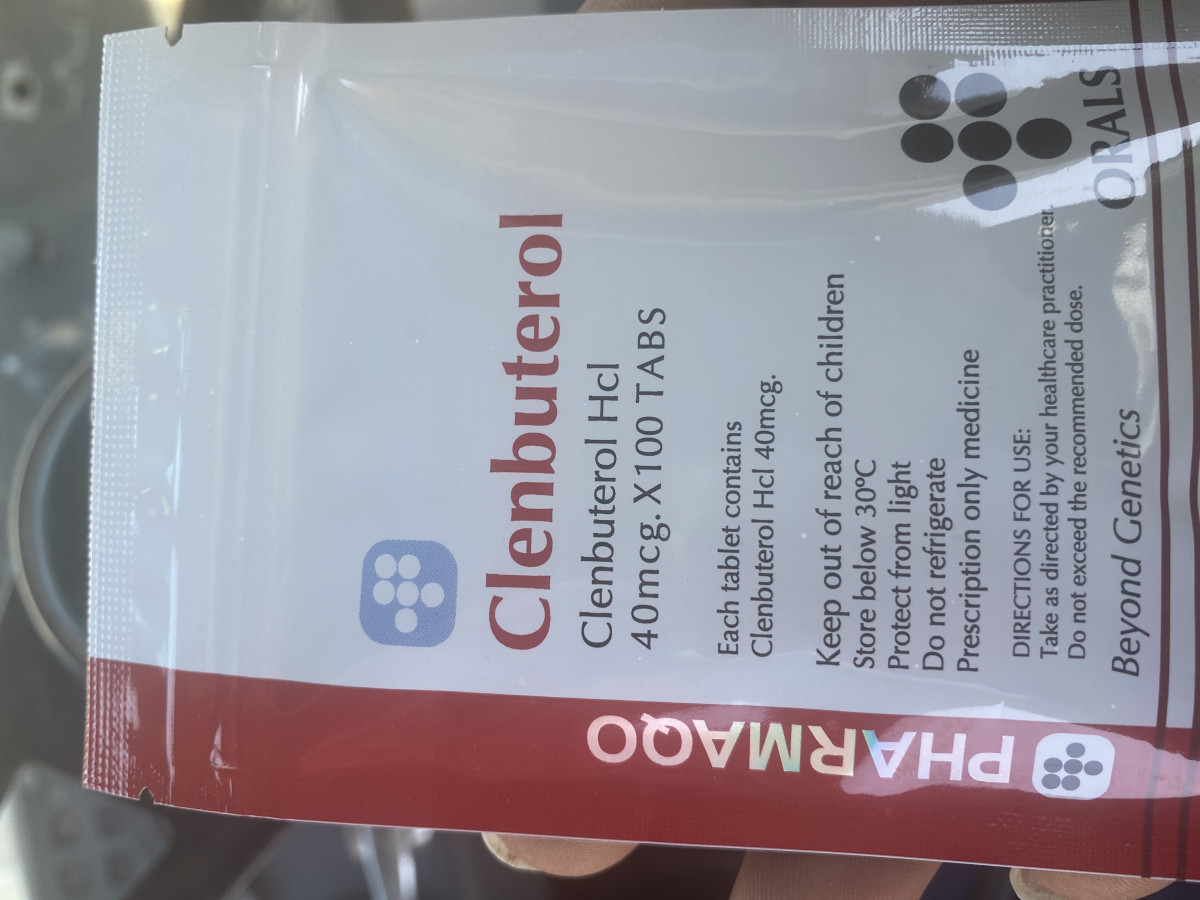 PHARMAQO
Clenbuterol
Clenbuterol Hcl
40mcg. X100 TABS
Each tablet contains
Clenbuterol Hcl 40mcg.
Keep out of reach of children
Store below 30ºC
Protect from light
Do not refrigerate
Prescription only medicine
DIRECTIONS FOR USE:
Take as directed by your healthcare practitioner.
Do not exceed the recommended dose.
Beyond Genetics
ORALS